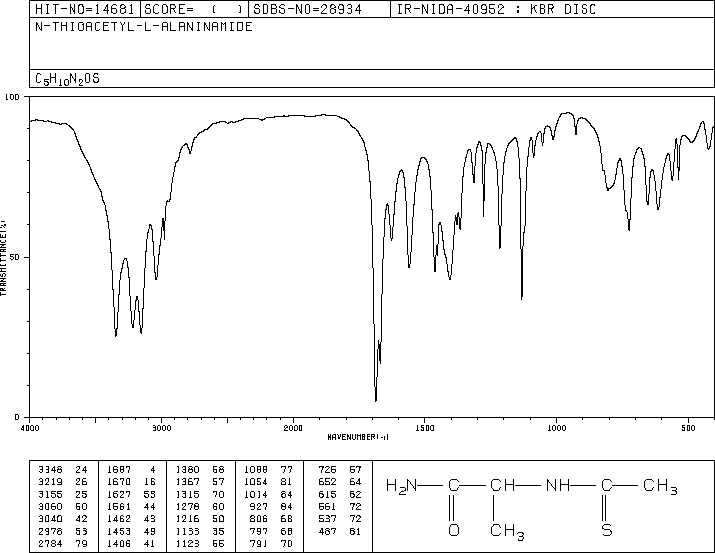 HIT-NO=14681 SCORE= ( ) SDBS-NO=28934 IR-NIDA-40952 : KBR DISC
N-THIOACETYL-L-ALANINAMIDE
C5H10N2OS
100
TRANSMITTANCE(%)
50
0
4000 3000 2000 1500 1000 500
WAVENUMBER(-1)
3348 24 1687 4 1380 58 1088 77 726 57
3219 26 1670 16 1367 57 1054 81 652 64
3155 25 1627 55 1315 70 1014 84 615 62
3060 60 1561 44 1278 60 927 84 561 72
3040 42 1462 43 1216 50 806 68 537 72
2978 53 1453 49 1133 35 797 68 487 81
2784 79 1406 41 1123 55 791 70
H2N C CH NH C CH3
O CH3 S